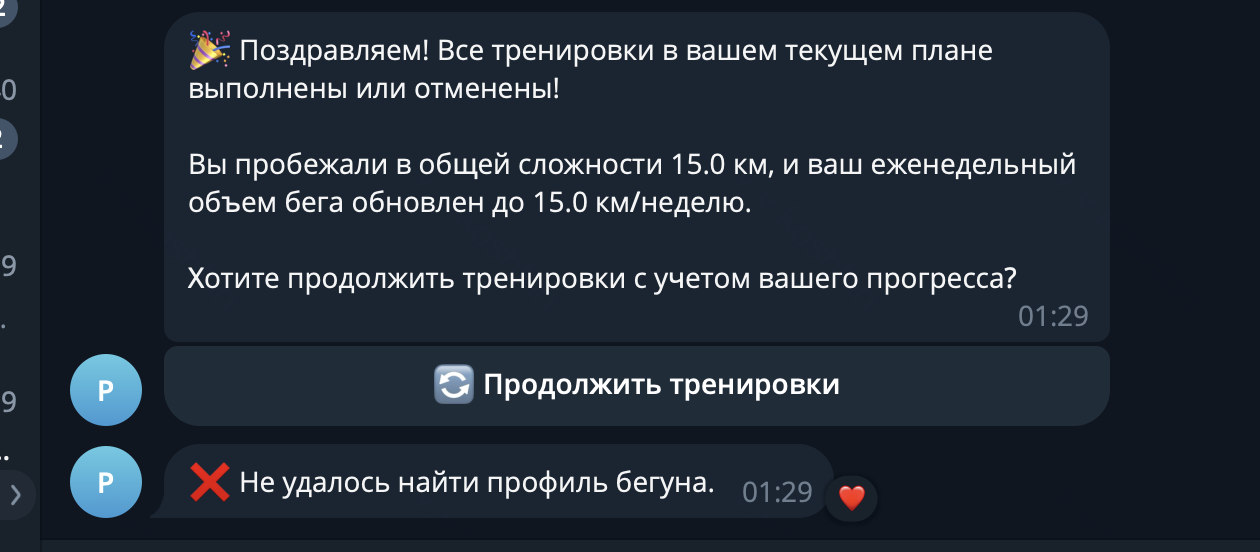 2
0
2
9
.
9
..
🎉 Поздравляем! Все тренировки в вашем текущем плане
выполнены или отменены!
Вы пробежали в общей сложности 15.0 км, и ваш еженедельный
объем бега обновлен до 15.0 км/неделю.
Хотите продолжить тренировки с учетом вашего прогресса?
01:29
P
🔄 Продолжить тренировки
P
❌ Не удалось найти профиль бегуна. 01:29 ❤️